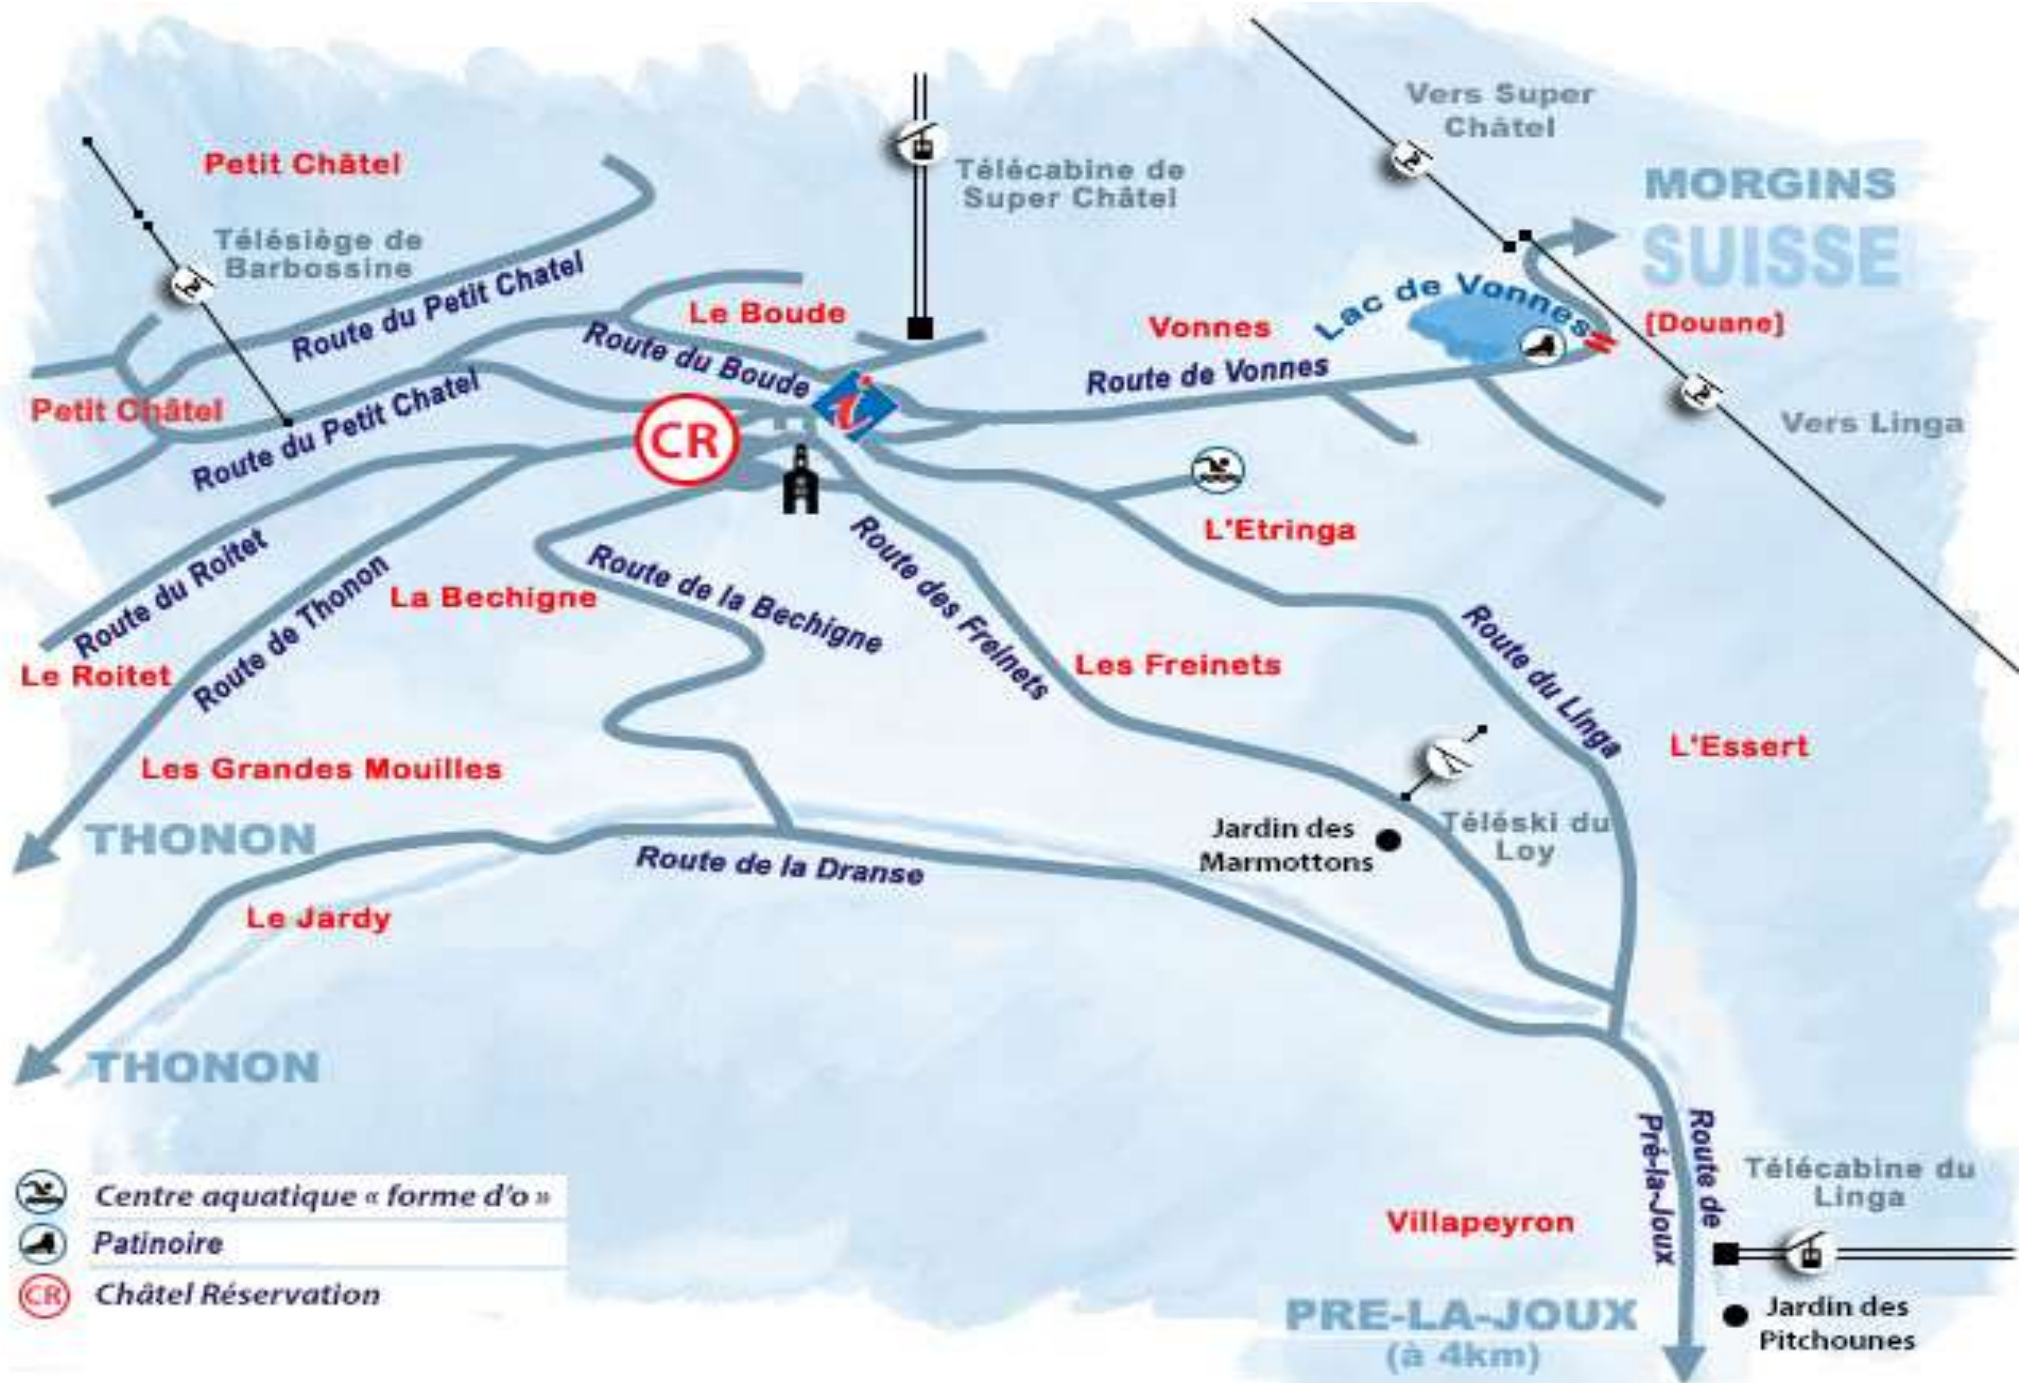 Vers Super
Châtel
Petit Châtel
Télécabine de
Super Châtel
MORGINS
SUISSE
Télésiège de
Barbossine
Route du Petit Chatel
Le Boude
Route du Boude
Vonnes
Lac de Vonnes
[Douane]
Route de Vonnes
Petit Châtel
Route du Petit Chatel
i
CR
Vers Linga
L'Etringa
Route du Roitet
Route de Thonon
La Bechigne
Route de la Bechigne
Route des Freinets
Les Freinets
Route du Linga
Le Roitet
L'Essert
Les Grandes Mouilles
THONON
Jardin des
Marmottons
Téléski du
Loy
Route de la Dranse
Le Jardy
THONON
Route de
Pré-la-Joux
Télécabine du
Linga
Villapeyron
Centre aquatique « forme d'o »
Patinoire
CR Châtel Réservation
PRE-LA-JOUX
(à 4km)
Jardin des
Pitchounes